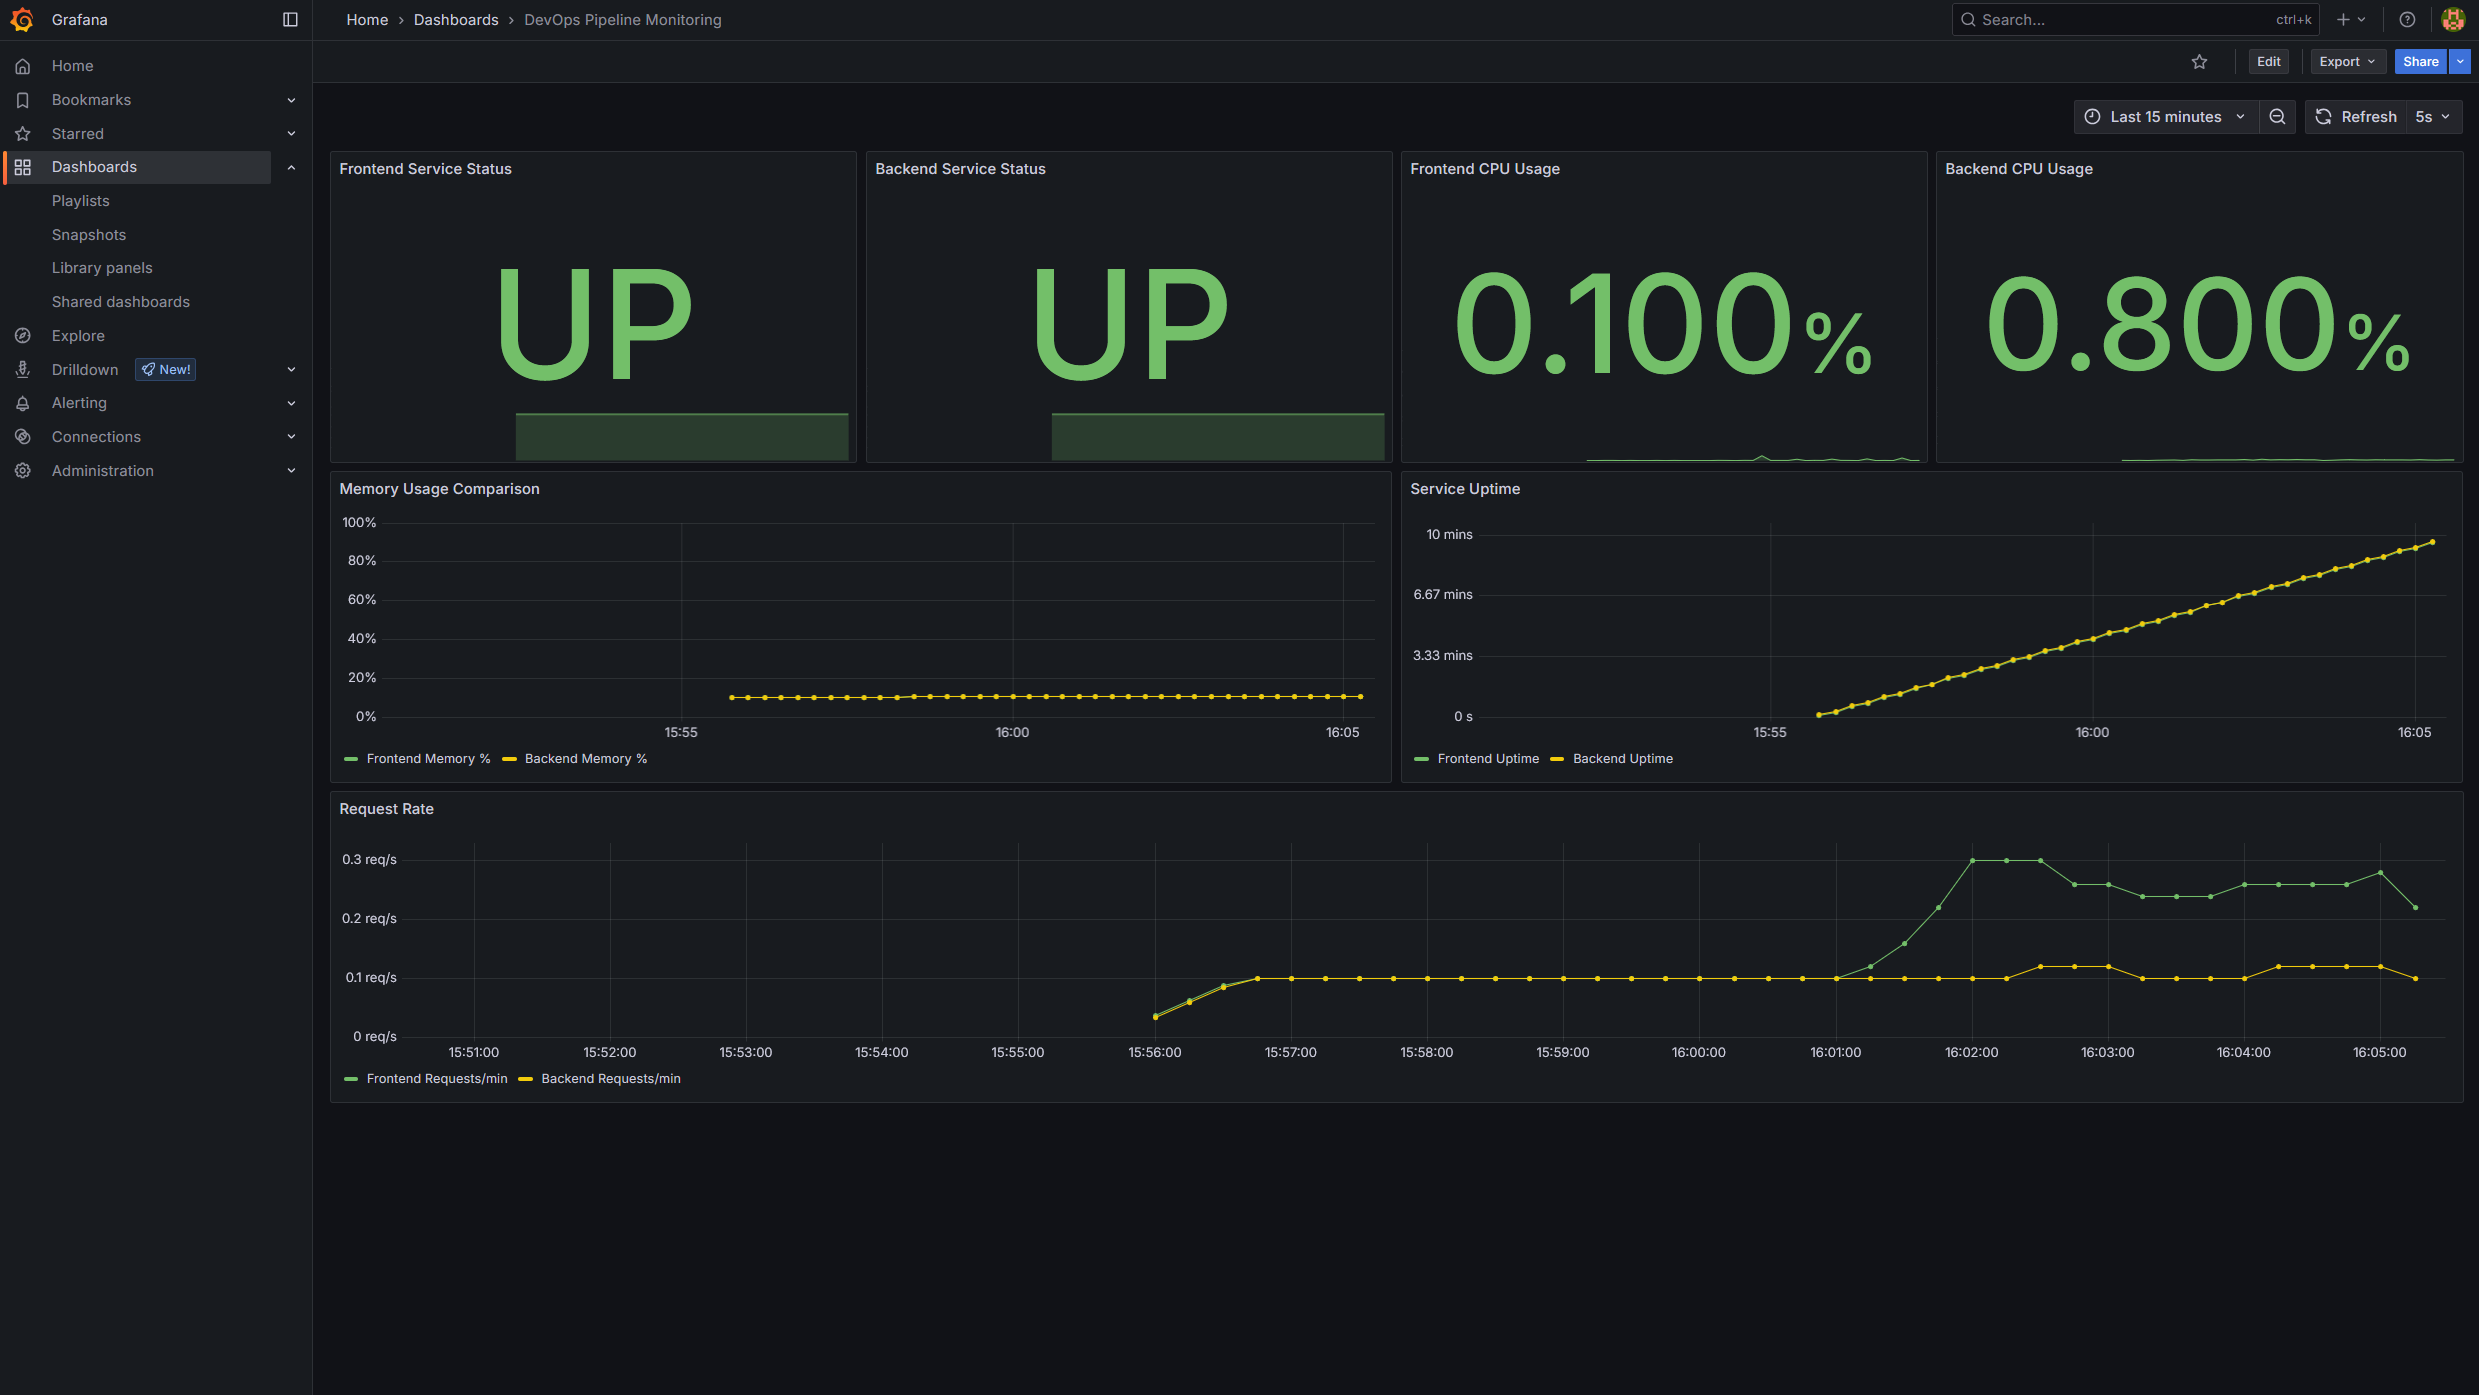 Grafana
Home
Bookmarks
Starred
Dashboards
Playlists
Snapshots
Library panels
Shared dashboards
Explore
Drilldown New!
Alerting
Connections
Administration
Home › Dashboards › DevOps Pipeline Monitoring
Search... ctrl+k
Edit Export Share
Last 15 minutes Refresh 5s
Frontend Service Status
UP
Backend Service Status
UP
Frontend CPU Usage
0.100%
Backend CPU Usage
0.800%
Memory Usage Comparison
100%
80%
60%
40%
20%
0%
15:55 16:00 16:05
Frontend Memory % Backend Memory %
Service Uptime
10 mins
6.67 mins
3.33 mins
0 s
15:55 16:00 16:05
Frontend Uptime Backend Uptime
Request Rate
0.3 req/s
0.2 req/s
0.1 req/s
0 req/s
15:51:00 15:52:00 15:53:00 15:54:00 15:55:00 15:56:00 15:57:00 15:58:00 15:59:00 16:00:00 16:01:00 16:02:00 16:03:00 16:04:00 16:05:00
Frontend Requests/min Backend Requests/min